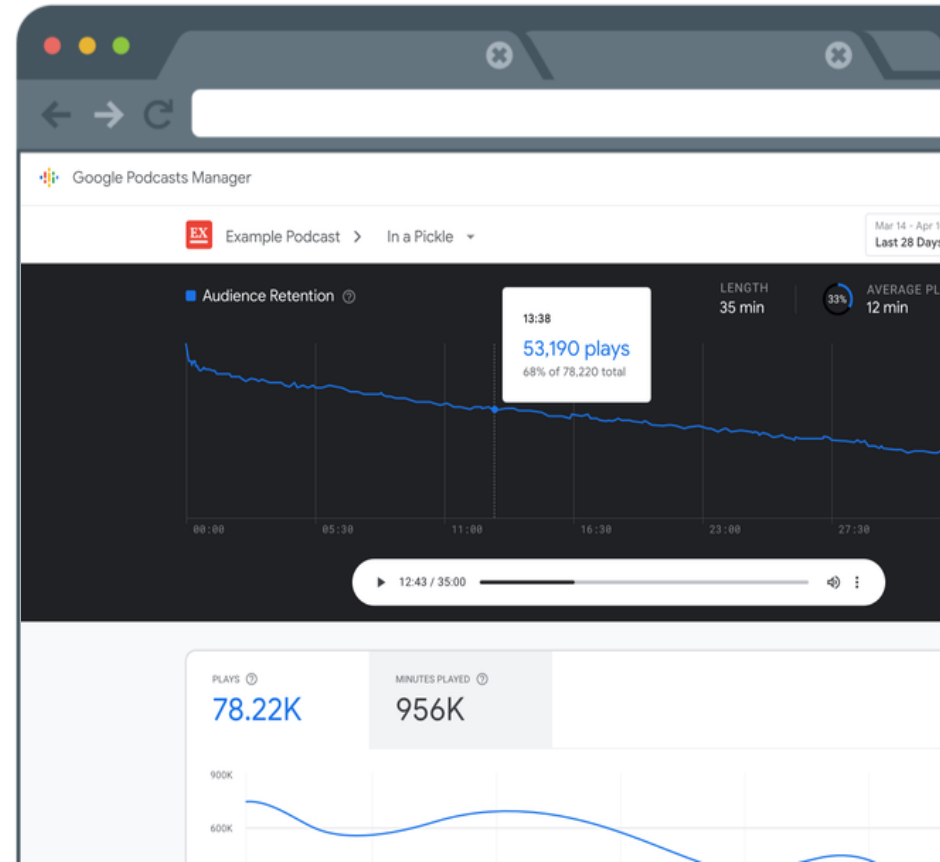 Google Podcasts Manager
EX Example Podcast > In a Pickle
Mar 14 - Apr 1
Last 28 Days
Audience Retention
LENGTH
35 min
33%
AVERAGE PL
12 min
13:38
53,190 plays
68% of 78,220 total
00:00 05:30 11:00 16:30 23:00 27:30
12:43 / 35:00
PLAYS
78.22K
MINUTES PLAYED
956K
900K
600K